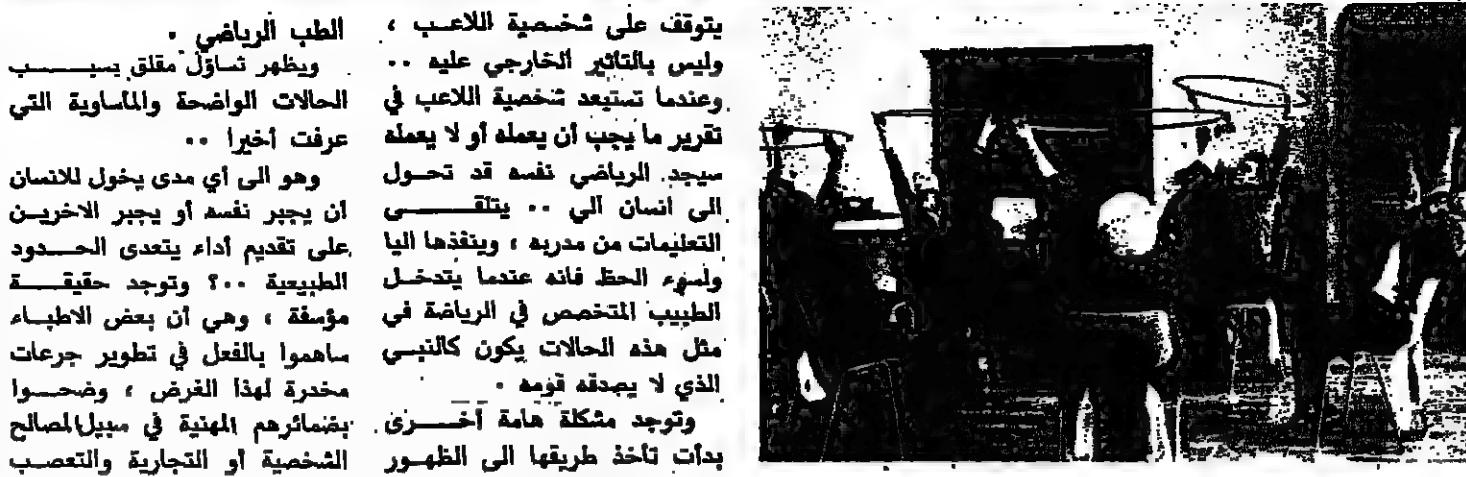 يتوقف على شخصية اللاعب ،
وليس بالتاثير الخارجي عليه ..
وعندما تستبعد شخصية اللاعب في
تقرير ما يجب أن يعمله أو لا يعمله
سيجد الرياضي نفسه قد تحول
الى انسان آلي .. يتلقى
التعليمات من مدربه ، وينفذها اليا
ولسوء الحظ فانه عندما يتدخل
الطبيب المتخصص في الرياضة في
مثل هذه الحالات يكون كالنبي
الذي لا يصدقه قومه .
وتوجد مشكلة هامة أخرى
بدأت تأخذ طريقها الى الظهور
الطب الرياضي .
ويظهر تساؤل مقلق بسبب
الحالات الواضحة والمأساوية التي
عرفت أخيرا ..
وهو الى أي مدى يخول للانسان
أن يجبر نفسه أو يجبر الاخرين
على تقديم أداء يتعدى الحدود
الطبيعية ..؟ وتوجد حقيقة
مؤسفة ، وهي أن بعض الاطباء
ساهموا بالفعل في تطوير جرعات
مخدرة لهذا الغرض ، وضحوا
بضمائرهم المهنية في سبيل المصالح
الشخصية أو التجارية والتعصب